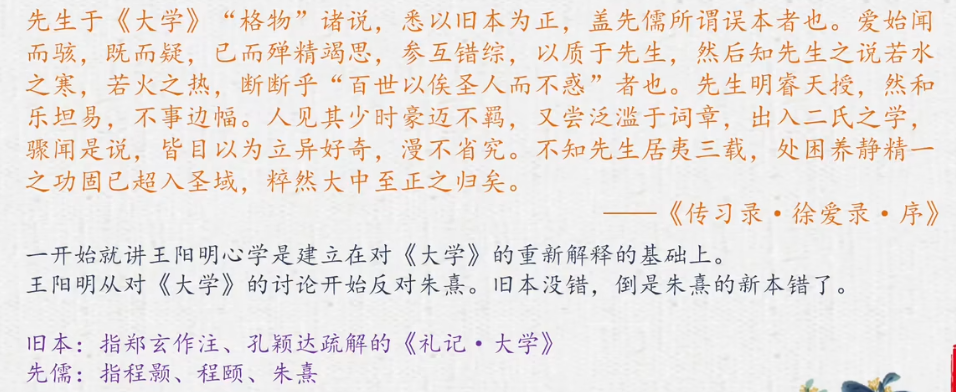 先生于《大学》“格物”诸说，悉以旧本为正，盖先儒所谓误本者也。爱始闻
而骇，既而疑，已而殚精竭思，参互错综，以质于先生，然后知先生之说若水
之寒，若火之热，断断乎“百世以俟圣人而不惑”者也。先生明睿天授，然和
乐坦易，不事边幅。人见其少时豪迈不羁，又尝泛滥于词章，出入二氏之学，
骤闻是说，皆目以为立异好奇，漫不省究。不知先生居夷三载，处困养静精一
之功固已超入圣域，粹然大中至正之归矣。
——《传习录·徐爱录·序》
一开始就讲王阳明心学是建立在对《大学》的重新解释的基础上。
王阳明从对《大学》的讨论开始反对朱熹。旧本没错，倒是朱熹的新本错了。
旧本：指郑玄作注、孔颖达疏解的《礼记·大学》
先儒：指程颢、程颐、朱熹